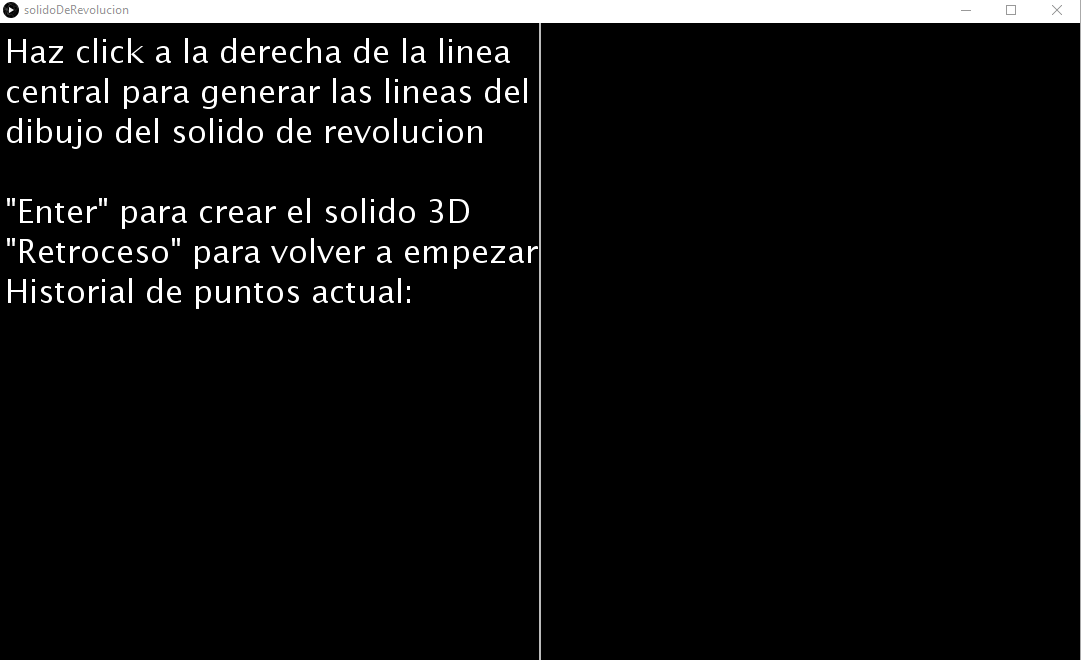 solidoDeRevolucion
Haz click a la derecha de la linea
central para generar las lineas del
dibujo del solido de revolucion
"Enter" para crear el solido 3D
"Retroceso" para volver a empezar
Historial de puntos actual: